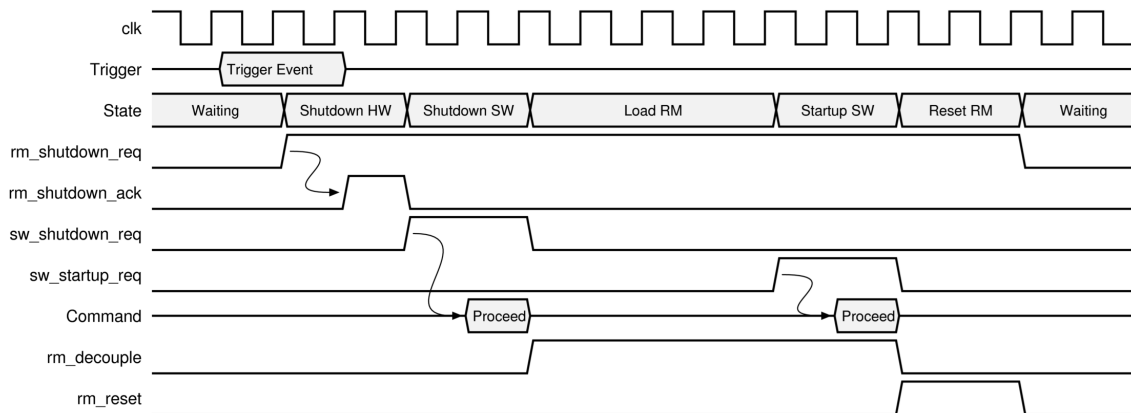 clk
Trigger Trigger Event
State Waiting Shutdown HW Shutdown SW Load RM Startup SW Reset RM Waiting
rm_shutdown_req
rm_shutdown_ack
sw_shutdown_req
sw_startup_req
Command Proceed Proceed
rm_decouple
rm_reset